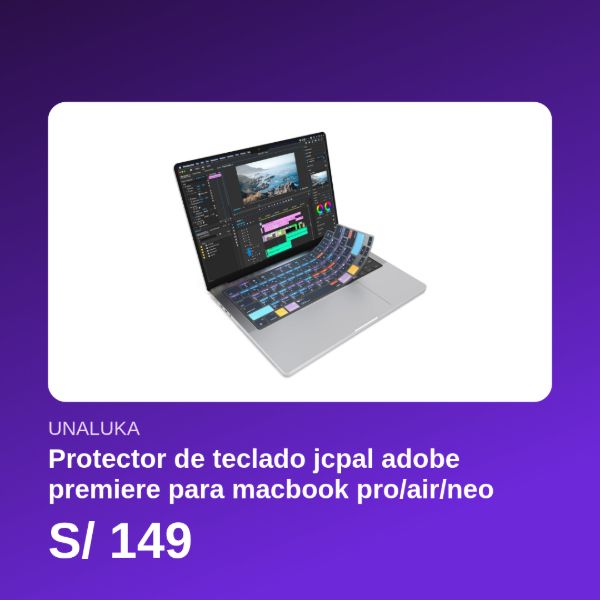 UNALUKA
Protector de teclado jcpal adobe
premiere para macbook pro/air/neo
S/ 149